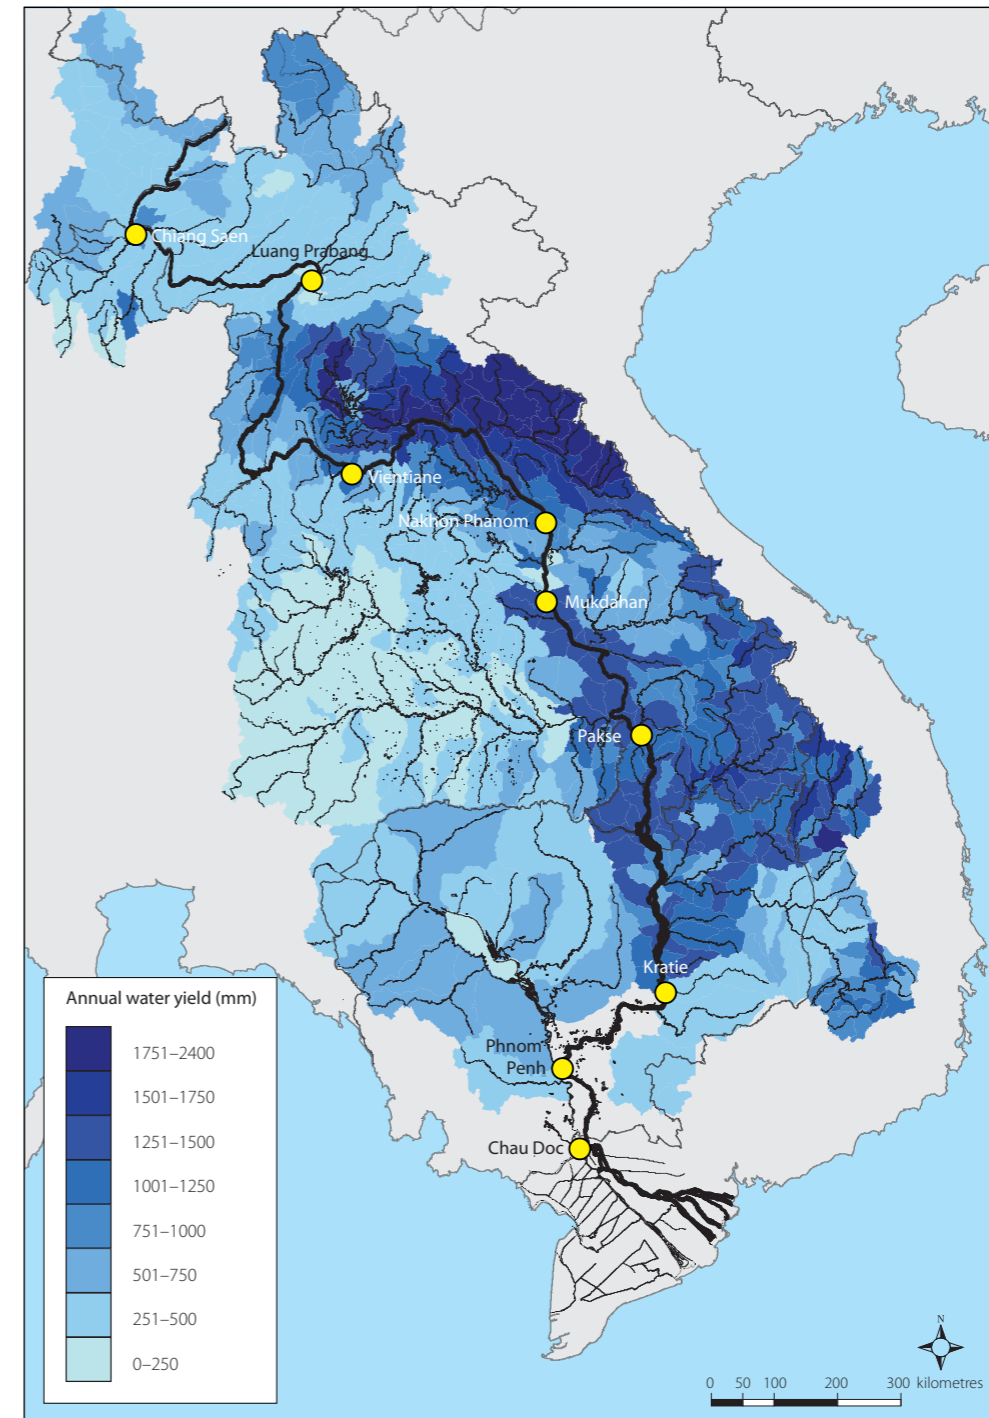 Chiang Saen
Luang Prabang
Vientiane
Nakhon Phanom
Mukdahan
Pakse
Kratie
Phnom
Penh
Chau Doc
Annual water yield (mm)
1751–2400
1501–1750
1251–1500
1001–1250
751–1000
501–750
251–500
0–250
N
0 50 100 200 300 kilometres